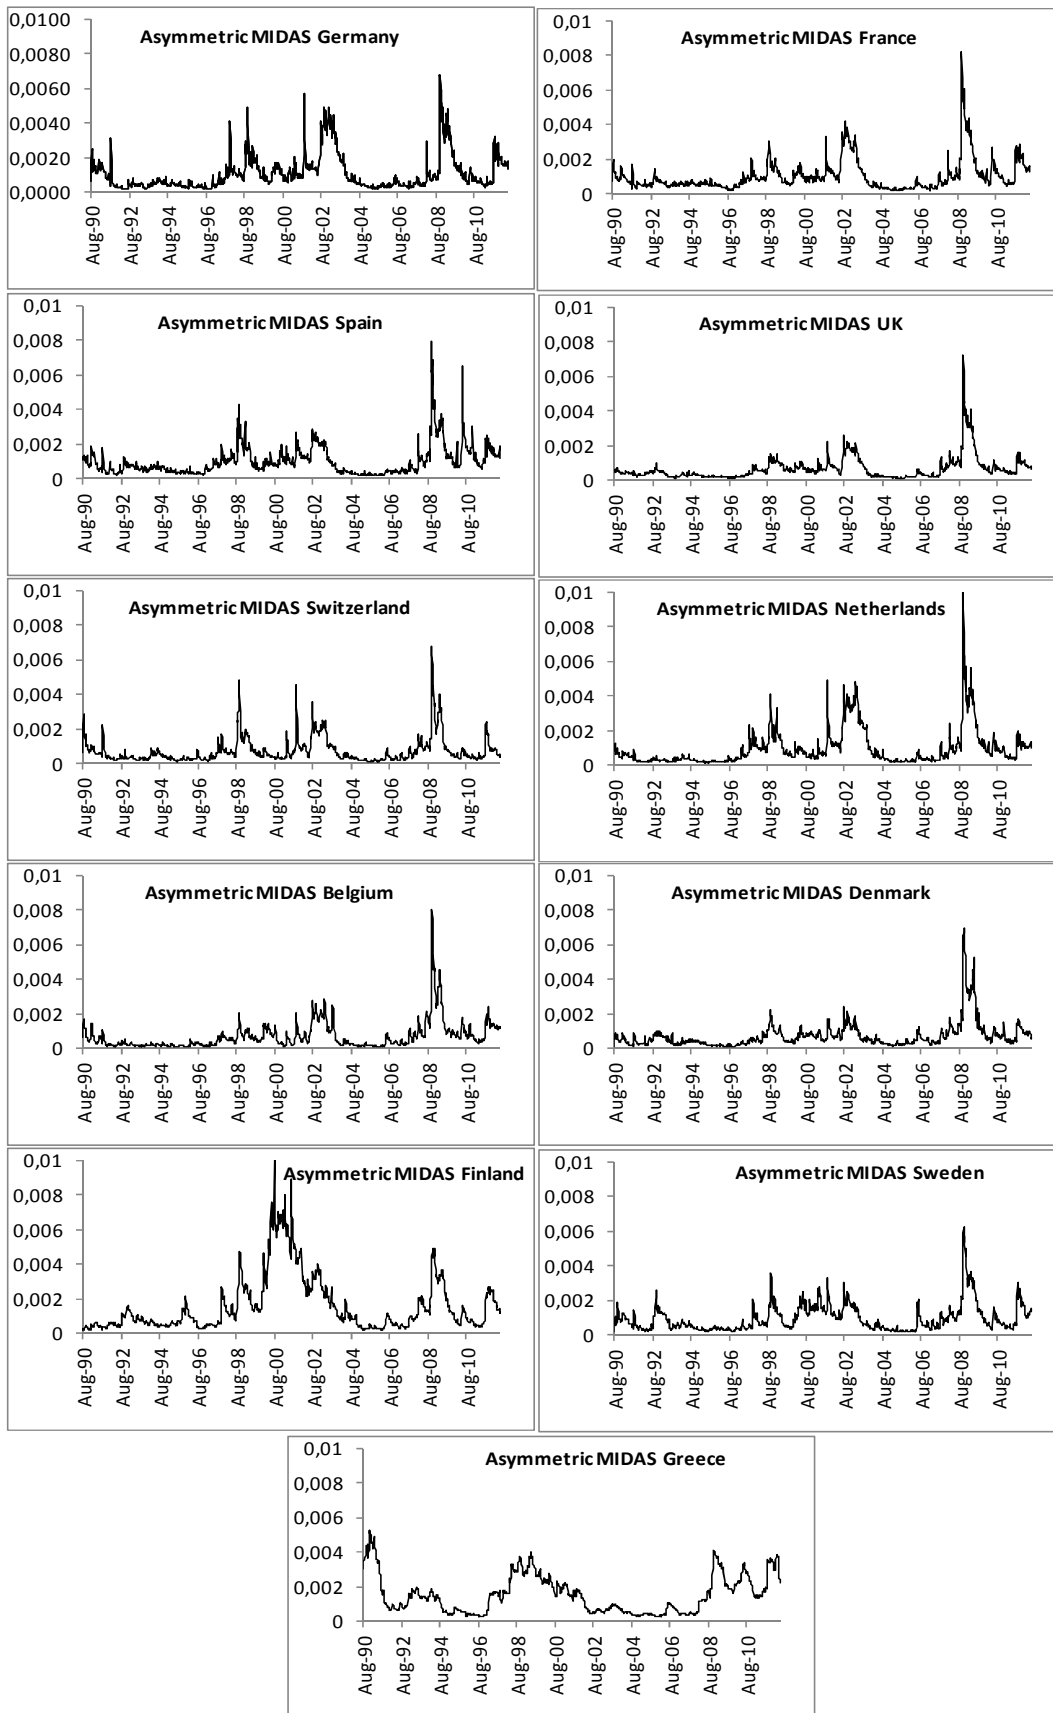 Asymmetric MIDAS Germany
0,0100
0,0080
0,0060
0,0040
0,0020
0,0000
Aug-90
Aug-92
Aug-94
Aug-96
Aug-98
Aug-00
Aug-02
Aug-04
Aug-06
Aug-08
Aug-10
Asymmetric MIDAS France
0,01
0,008
0,006
0,004
0,002
0
Aug-90
Aug-92
Aug-94
Aug-96
Aug-98
Aug-00
Aug-02
Aug-04
Aug-06
Aug-08
Aug-10
Asymmetric MIDAS Spain
0,01
0,008
0,006
0,004
0,002
0
Aug-90
Aug-92
Aug-94
Aug-96
Aug-98
Aug-00
Aug-02
Aug-04
Aug-06
Aug-08
Aug-10
Asymmetric MIDAS UK
0,01
0,008
0,006
0,004
0,002
0
Aug-90
Aug-92
Aug-94
Aug-96
Aug-98
Aug-00
Aug-02
Aug-04
Aug-06
Aug-08
Aug-10
Asymmetric MIDAS Switzerland
0,01
0,008
0,006
0,004
0,002
0
Aug-90
Aug-92
Aug-94
Aug-96
Aug-98
Aug-00
Aug-02
Aug-04
Aug-06
Aug-08
Aug-10
Asymmetric MIDAS Netherlands
0,01
0,008
0,006
0,004
0,002
0
Aug-90
Aug-92
Aug-94
Aug-96
Aug-98
Aug-00
Aug-02
Aug-04
Aug-06
Aug-08
Aug-10
Asymmetric MIDAS Belgium
0,01
0,008
0,006
0,004
0,002
0
Aug-90
Aug-92
Aug-94
Aug-96
Aug-98
Aug-00
Aug-02
Aug-04
Aug-06
Aug-08
Aug-10
Asymmetric MIDAS Denmark
0,01
0,008
0,006
0,004
0,002
0
Aug-90
Aug-92
Aug-94
Aug-96
Aug-98
Aug-00
Aug-02
Aug-04
Aug-06
Aug-08
Aug-10
Asymmetric MIDAS Finland
0,01
0,008
0,006
0,004
0,002
0
Aug-90
Aug-92
Aug-94
Aug-96
Aug-98
Aug-00
Aug-02
Aug-04
Aug-06
Aug-08
Aug-10
Asymmetric MIDAS Sweden
0,01
0,008
0,006
0,004
0,002
0
Aug-90
Aug-92
Aug-94
Aug-96
Aug-98
Aug-00
Aug-02
Aug-04
Aug-06
Aug-08
Aug-10
Asymmetric MIDAS Greece
0,01
0,008
0,006
0,004
0,002
0
Aug-90
Aug-92
Aug-94
Aug-96
Aug-98
Aug-00
Aug-02
Aug-04
Aug-06
Aug-08
Aug-10